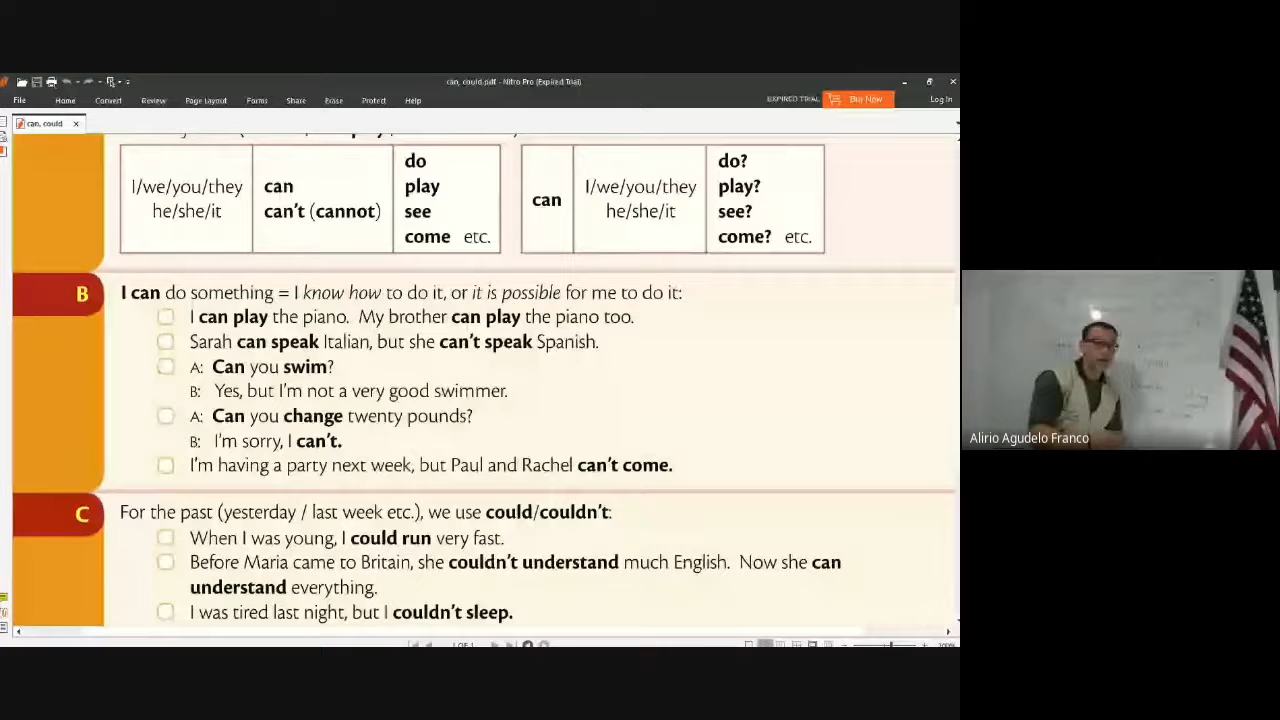 can, could.pdf - Nitro Pro (Expired Trial)
File Home Convert Review Page Layout Forms Share Erase Protect Help
EXPIRED TRIAL Buy Now Log In
can, could
I/we/you/they
he/she/it
can
can't (cannot)
do
play
see
come etc.
can
I/we/you/they
he/she/it
do?
play?
see?
come? etc.
B
I can do something = I know how to do it, or it is possible for me to do it:
I can play the piano. My brother can play the piano too.
Sarah can speak Italian, but she can't speak Spanish.
A: Can you swim?
B: Yes, but I'm not a very good swimmer.
A: Can you change twenty pounds?
B: I'm sorry, I can't.
I'm having a party next week, but Paul and Rachel can't come.
C
For the past (yesterday / last week etc.), we use could/couldn't:
When I was young, I could run very fast.
Before Maria came to Britain, she couldn't understand much English. Now she can
understand everything.
I was tired last night, but I couldn't sleep.
1 OF 1
200%
Alirio Agudelo Franco